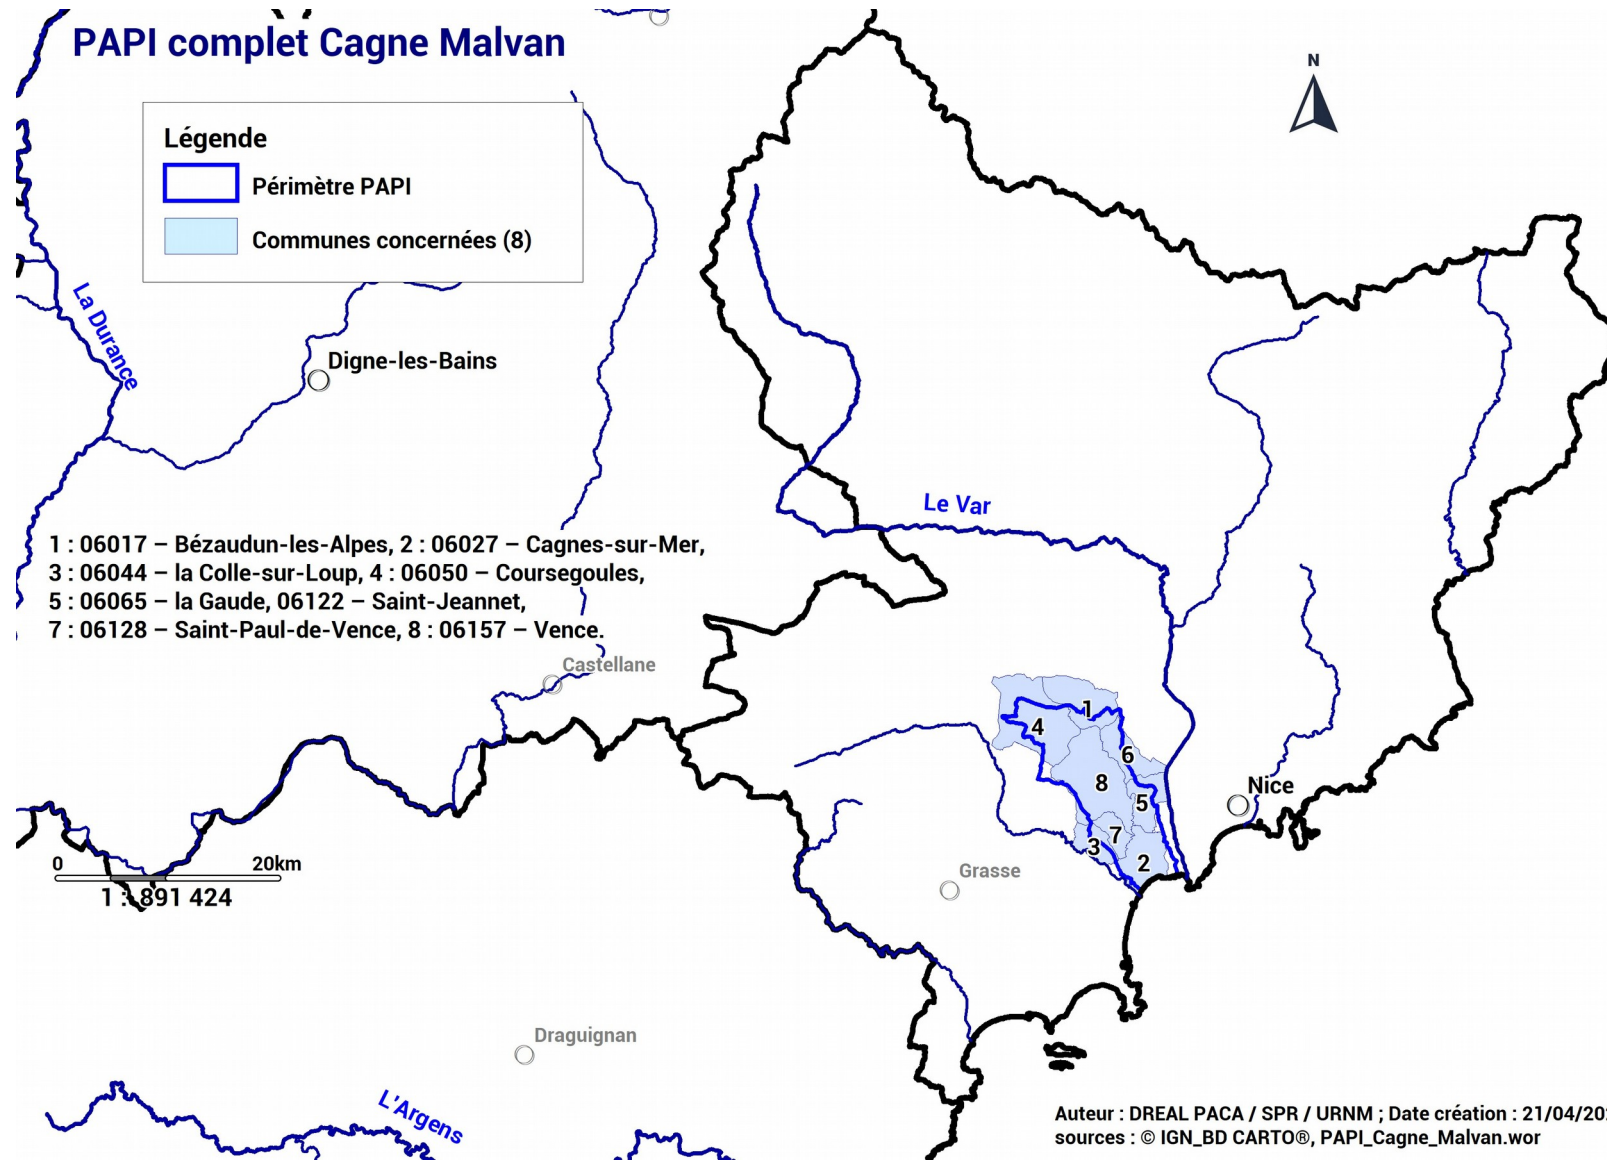 PAPI complet Cagne Malvan
N
Légende
Périmètre PAPI
Communes concernées (8)
La Durance
Digne-les-Bains
Le Var
1 : 06017 – Bézaudun-les-Alpes, 2 : 06027 – Cagnes-sur-Mer,
3 : 06044 – la Colle-sur-Loup, 4 : 06050 – Coursegoules,
5 : 06065 – la Gaude, 06122 – Saint-Jeannet,
7 : 06128 – Saint-Paul-de-Vence, 8 : 06157 – Vence.
Castellane
1
4
6
8
5
7
3
2
Nice
Grasse
0 20km
1 : 891 424
Draguignan
L'Argens
Auteur : DREAL PACA / SPR / URNM ; Date création : 21/04/20
sources : © IGN_BD CARTO®, PAPI_Cagne_Malvan.wor